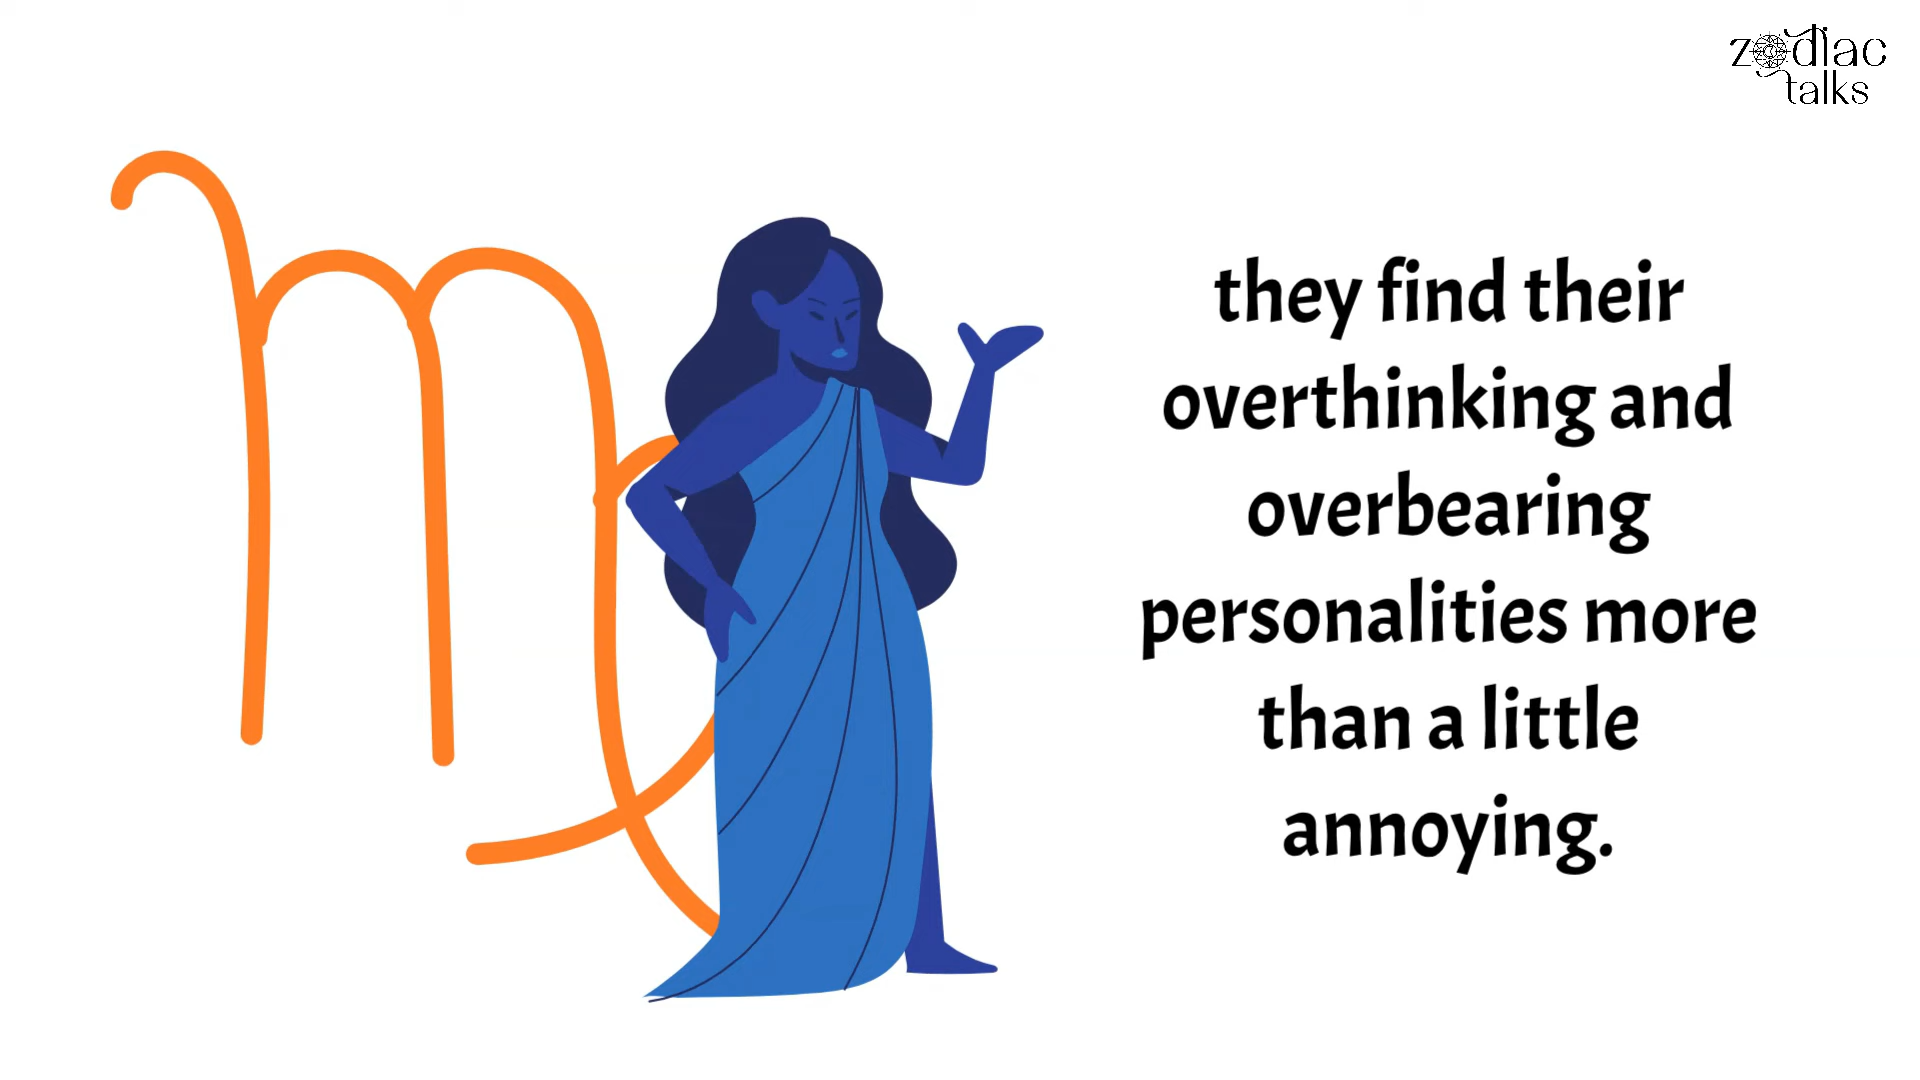 zodiac
talks
they find their
overthinking and
overbearing
personalities more
than a little
annoying.